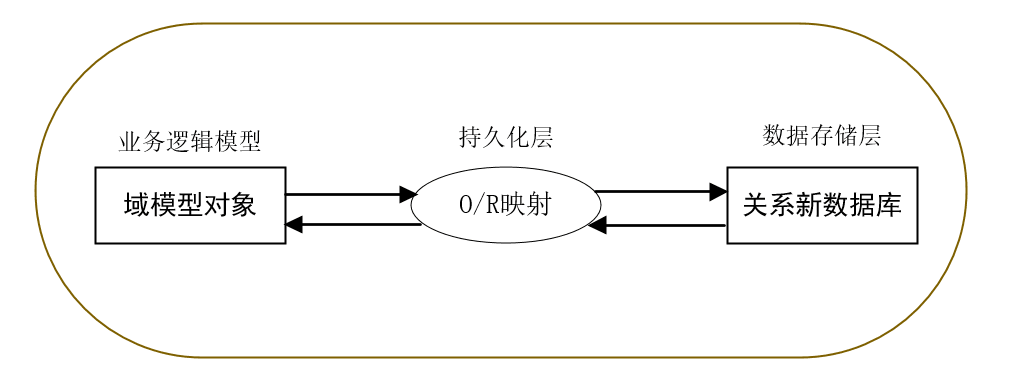 业务逻辑模型
持久化层
数据存储层
域模型对象
O/R映射
关系新数据库